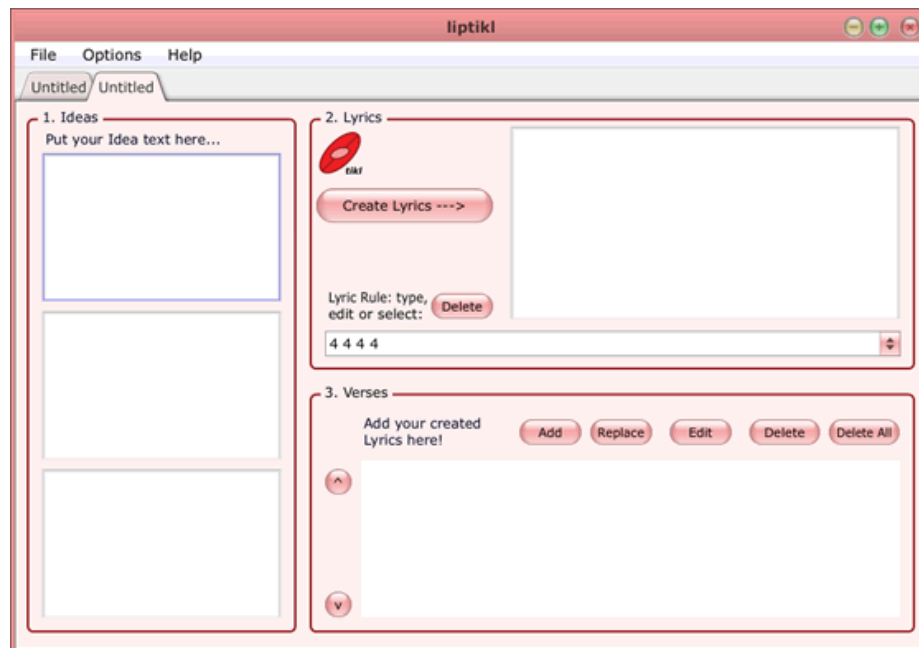 liptikl
File Options Help
Untitled Untitled
1. Ideas
Put your Idea text here...
2. Lyrics
tikl
Create Lyrics --->
Lyric Rule: type,
edit or select:
Delete
4 4 4 4
3. Verses
Add your created
Lyrics here!
Add Replace Edit Delete Delete All
^
v